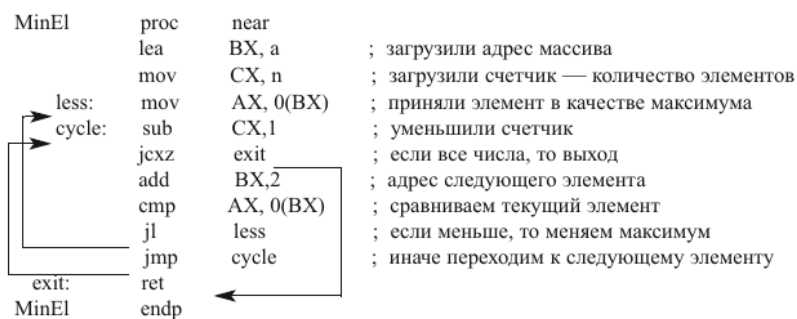 MinEl proc near
lea BX, a ; загрузили адрес массива
mov CX, n ; загрузили счетчик — количество элементов
less: mov AX, 0(BX) ; приняли элемент в качестве максимума
cycle: sub CX,1 ; уменьшили счетчик
jcxz exit ; если все числа, то выход
add BX,2 ; адрес следующего элемента
cmp AX, 0(BX) ; сравниваем текущий элемент
jl less ; если меньше, то меняем максимум
jmp cycle ; иначе переходим к следующему элементу
exit: ret
MinEl endp